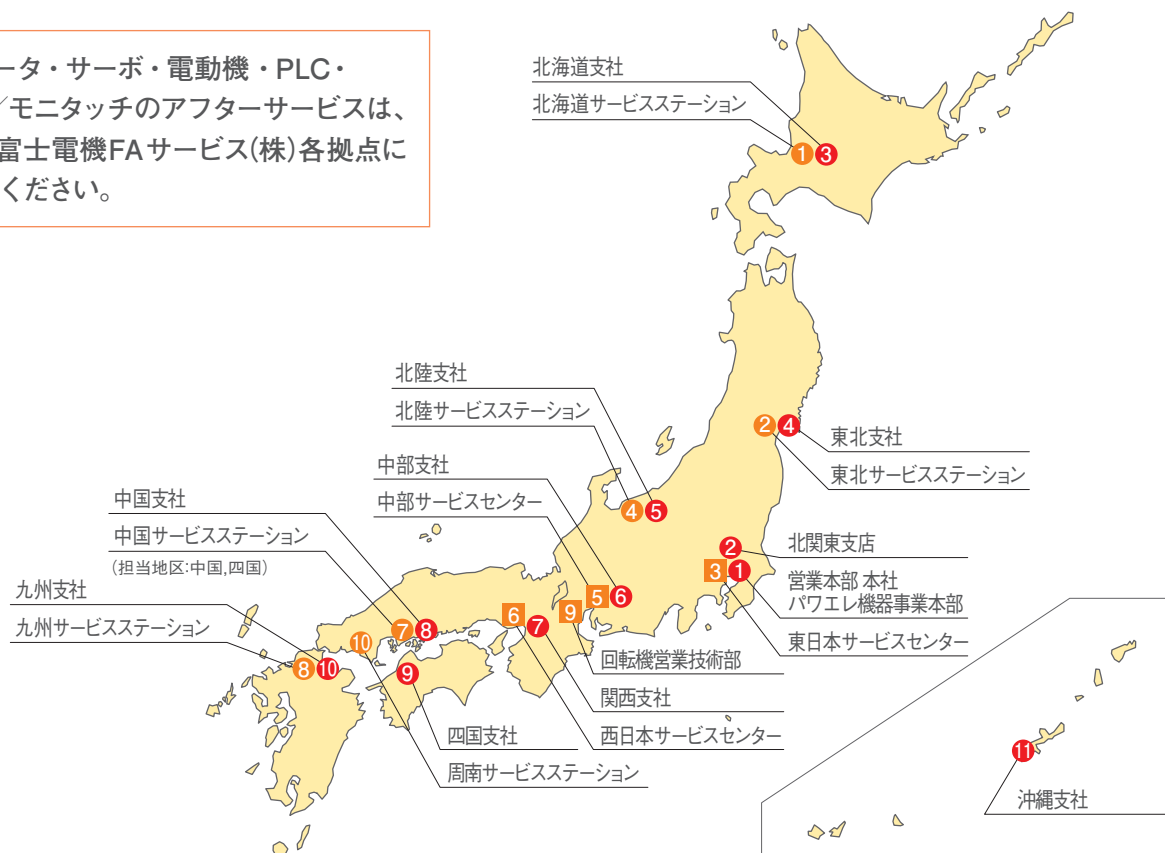 ータ・サーボ・電動機・PLC・
／モニタッチのアフターサービスは、
富士電機FAサービス(株)各拠点に
ください。
北海道支社
北海道サービスステーション
1 3
北陸支社
北陸サービスステーション
2 4
東北支社
東北サービスステーション
中部支社
中部サービスセンター
4 5
中国支社
中国サービスステーション
(担当地区:中国,四国)
2
北関東支店
3 1
営業本部 本社
パワエレ機器事業本部
東日本サービスセンター
九州支社
九州サービスステーション
5 6
9
6 7
7 8
10
8 10
9
回転機営業技術部
関西支社
西日本サービスセンター
四国支社
周南サービスステーション
11
沖縄支社